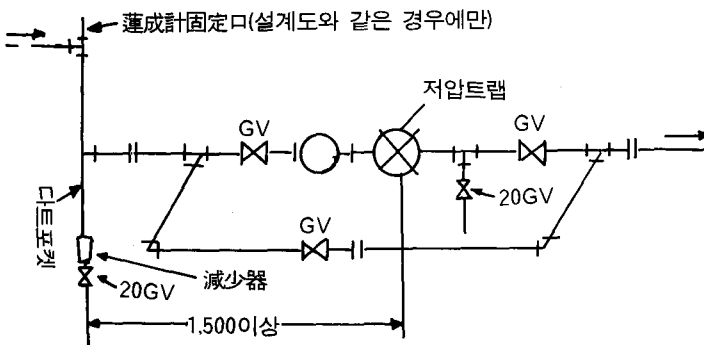 蓮成計固定口(설계도와 같은 경우에만)
저압트랩
GV
GV
20GV
다트포켓
GV
減少器
20GV
1,500이상